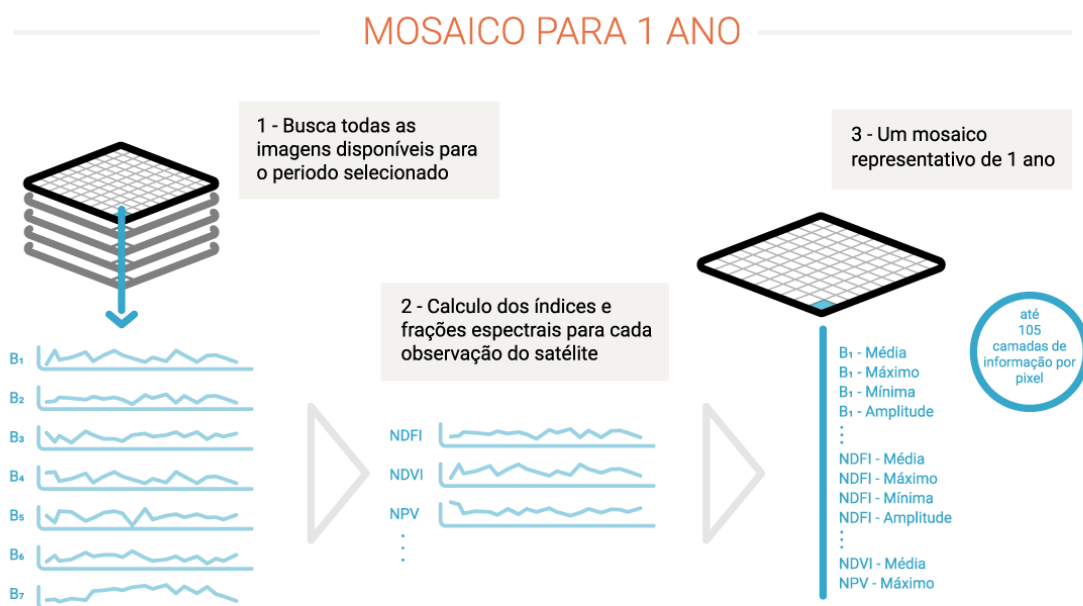 MOSAICO PARA 1 ANO
1 - Busca todas as
imagens disponíveis para
o periodo selecionado
B₁
B₂
B₃
B₄
B₅
B₆
B₇
2 - Calculo dos índices e
frações espectrais para cada
observação do satélite
NDFI
NDVI
NPV
3 - Um mosaico
representativo de 1 ano
B₁ - Média
B₁ - Máximo
B₁ - Mínima
B₁ - Amplitude
NDFI - Média
NDFI - Máximo
NDFI - Mínima
NDFI - Amplitude
NDVI - Média
NPV - Máximo
até
105
camadas de
informação por
pixel